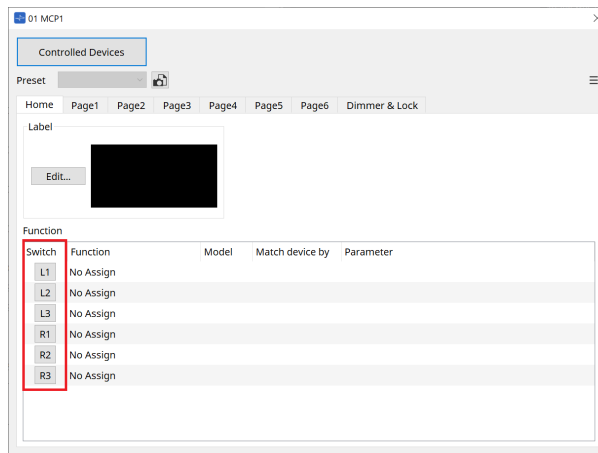 01 MCP1
Controlled Devices
Preset
Home Page1 Page2 Page3 Page4 Page5 Page6 Dimmer & Lock
Label
Edit...
Function
Switch Function Model Match device by Parameter
L1 No Assign
L2 No Assign
L3 No Assign
R1 No Assign
R2 No Assign
R3 No Assign